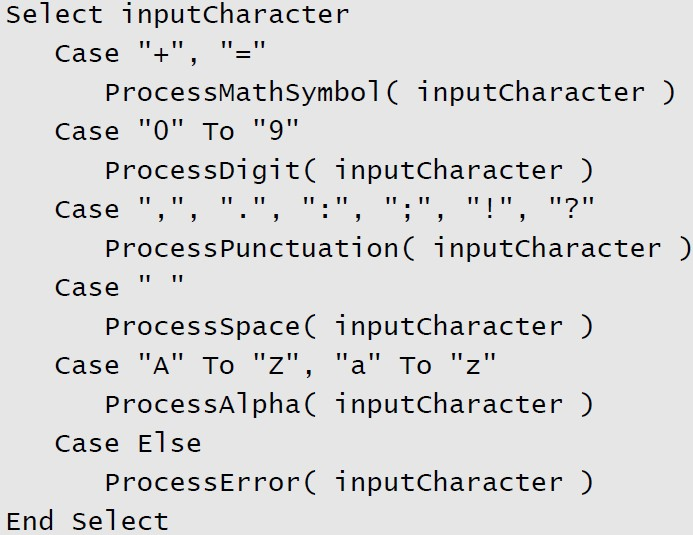 Select inputCharacter
   Case "+", "="
      ProcessMathSymbol( inputCharacter )
   Case "0" To "9"
      ProcessDigit( inputCharacter )
   Case ",", ".", ":", ";", "!", "?"
      ProcessPunctuation( inputCharacter )
   Case " "
      ProcessSpace( inputCharacter )
   Case "A" To "Z", "a" To "z"
      ProcessAlpha( inputCharacter )
   Case Else
      ProcessError( inputCharacter )
End Select